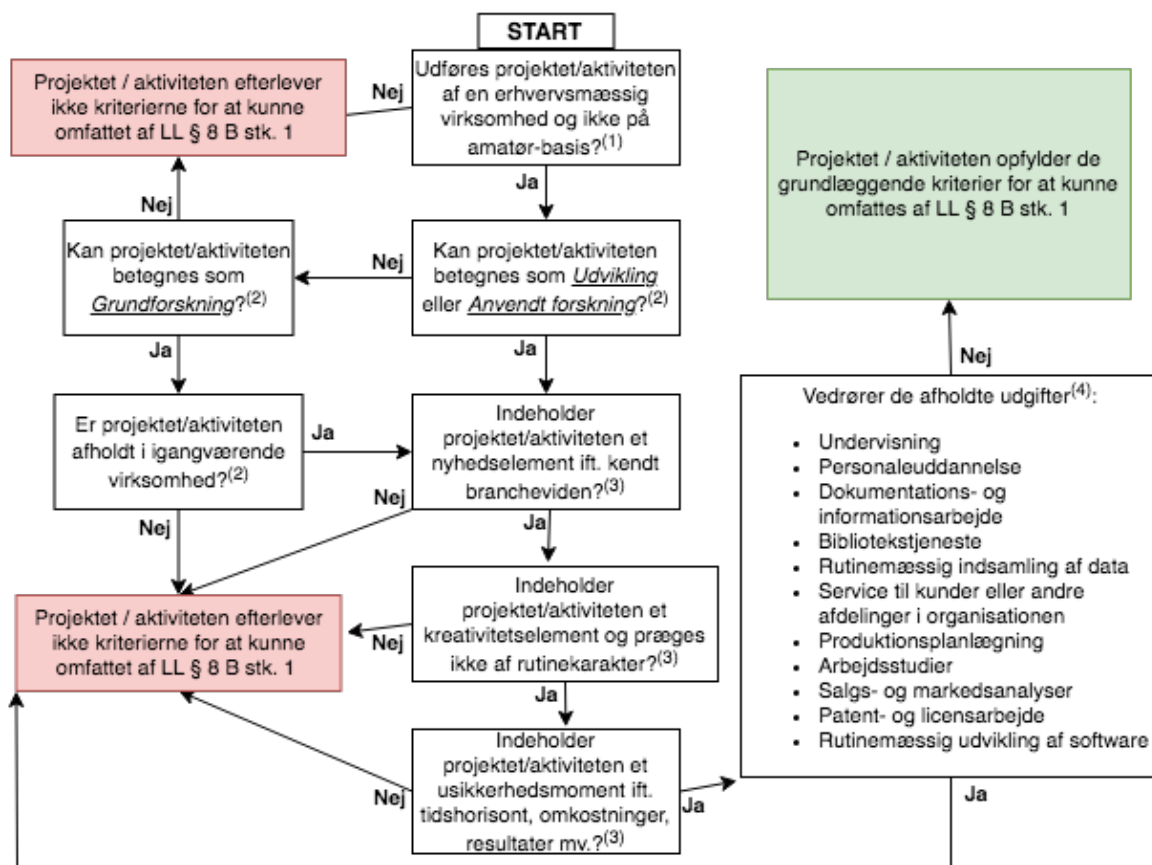 START
Udføres projektet/aktiviteten
af en erhvervsmæssig
virksomhed og ikke på
amatør-basis?(1)
Nej
Projektet / aktiviteten efterlever
ikke kriterierne for at kunne
omfattet af LL § 8 B stk. 1
Ja
Nej
Kan projektet/aktiviteten
betegnes som Udvikling
eller Anvendt forskning?(2)
Nej
Kan projektet/aktiviteten
betegnes som
Grundforskning?(2)
Ja
Ja
Er projektet/aktiviteten
afholdt i igangværende
virksomhed?(2)
Ja
Indeholder
projektet/aktiviteten et
nyhedselement ift. kendt
brancheviden?(3)
Nej
Nej
Ja
Projektet / aktiviteten efterlever
ikke kriterierne for at kunne
omfattet af LL § 8 B stk. 1
Indeholder
projektet/aktiviteten et
kreativitetselement og præges
ikke af rutinekarakter?(3)
Nej
Ja
Indeholder
projektet/aktiviteten et
usikkerhedsmoment ift.
tidshorisont, omkostninger,
resultater mv.?(3)
Nej
Ja
Projektet / aktiviteten opfylder de
grundlæggende kriterier for at kunne
omfattes af LL § 8 B stk. 1
Nej
Vedrører de afholdte udgifter(4):
• Undervisning
• Personaleuddannelse
• Dokumentations- og
informationsarbejde
• Bibliotekstjeneste
• Rutinemæssig indsamling af data
• Service til kunder eller andre
afdelinger i organisationen
• Produktionsplanlægning
• Arbejdsstudier
• Salgs- og markedsanalyser
• Patent- og licensarbejde
• Rutinemæssig udvikling af software
Ja